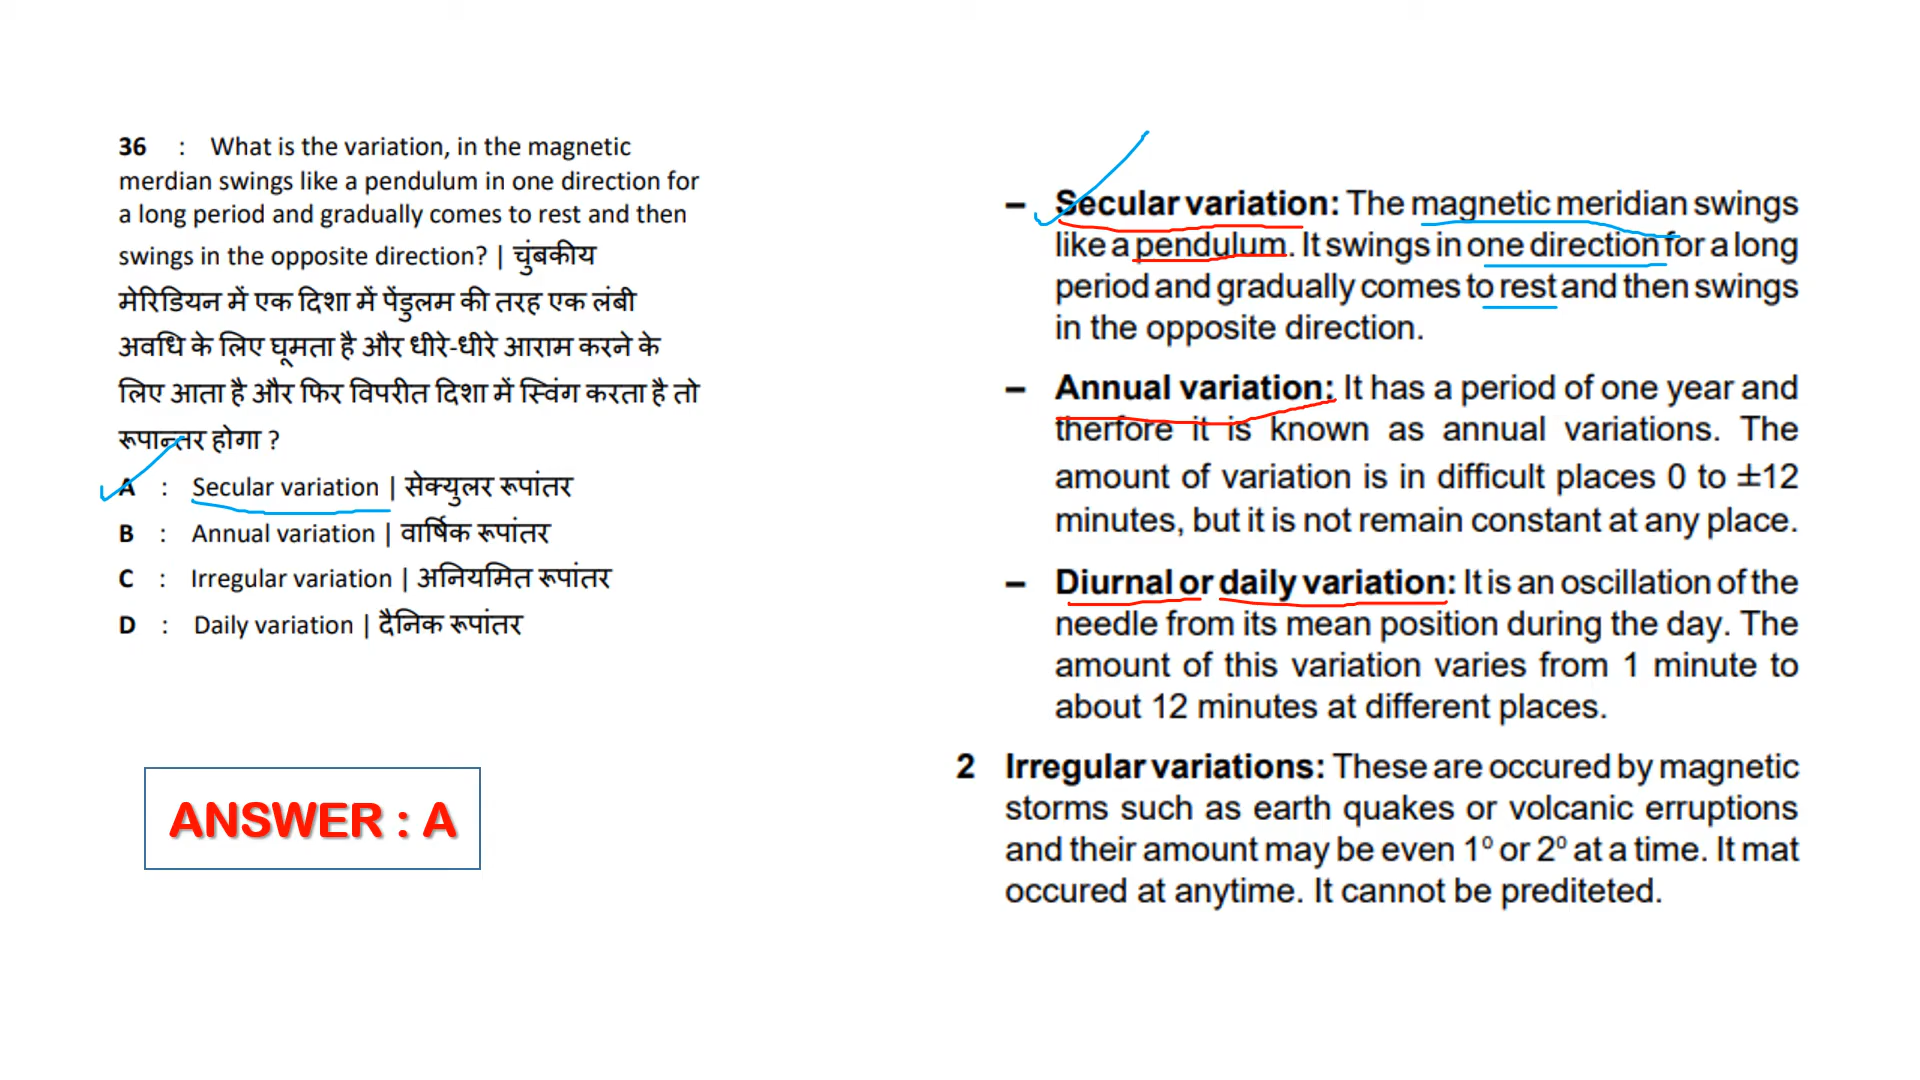 36 : What is the variation, in the magnetic
merdian swings like a pendulum in one direction for
a long period and gradually comes to rest and then
swings in the opposite direction? | चुंबकीय
मेरिडियन में एक दिशा में पेंडुलम की तरह एक लंबी
अवधि के लिए घूमता है और धीरे-धीरे आराम करने के
लिए आता है और फिर विपरीत दिशा में स्विंग करता है तो
रूपान्तर होगा ?
A : Secular variation | सेक्युलर रूपांतर
B : Annual variation | वार्षिक रूपांतर
C : Irregular variation | अनियमित रूपांतर
D : Daily variation | दैनिक रूपांतर
ANSWER : A
– Secular variation: The magnetic meridian swings
like a pendulum. It swings in one direction for a long
period and gradually comes to rest and then swings
in the opposite direction.
– Annual variation: It has a period of one year and
therfore it is known as annual variations. The
amount of variation is in difficult places 0 to ±12
minutes, but it is not remain constant at any place.
– Diurnal or daily variation: It is an oscillation of the
needle from its mean position during the day. The
amount of this variation varies from 1 minute to
about 12 minutes at different places.
2 Irregular variations: These are occured by magnetic
storms such as earth quakes or volcanic erruptions
and their amount may be even 1⁰ or 2⁰ at a time. It mat
occured at anytime. It cannot be prediteted.